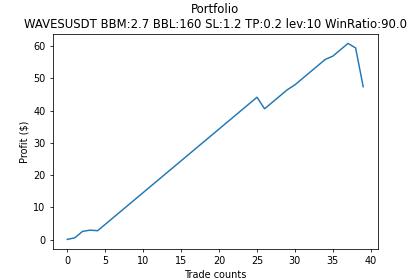 Portfolio
WAVESUSDT BBM:2.7 BBL:160 SL:1.2 TP:0.2 lev:10 WinRatio:90.0
60
50
40
30
20
10
0
Profit ($)
0 5 10 15 20 25 30 35 40
Trade counts